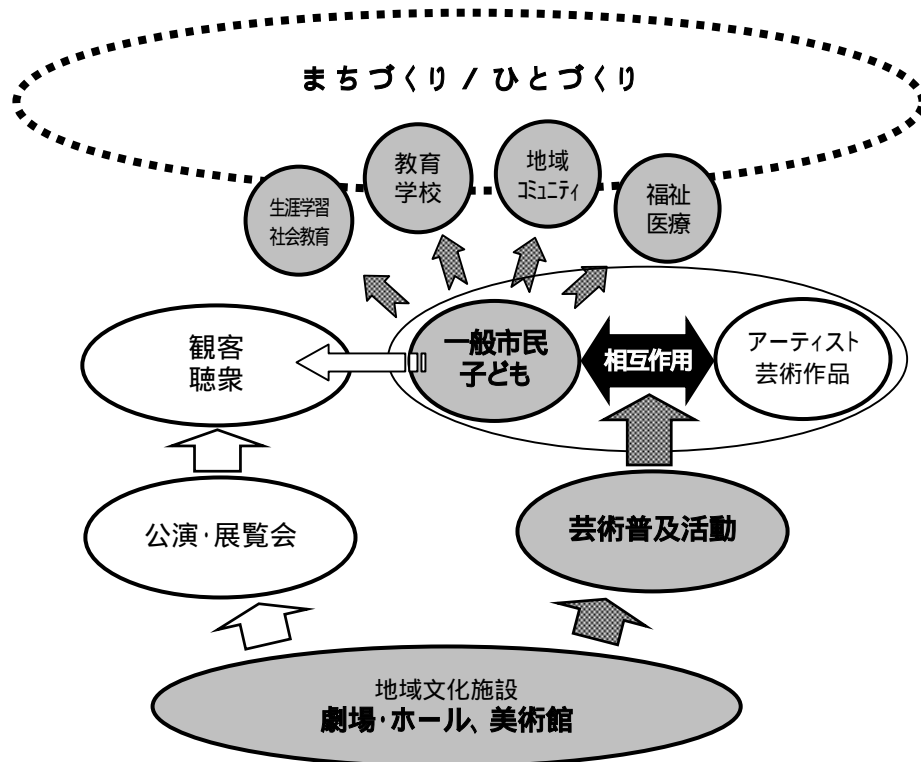 まちづくり / ひとづくり
教育
学校
地域
コミュニティ
生涯学習
社会教育
福祉
医療
観客
聴衆
一般市民
子ども
相互作用
アーティスト
芸術作品
公演･展覧会
芸術普及活動
地域文化施設
劇場･ホール、美術館